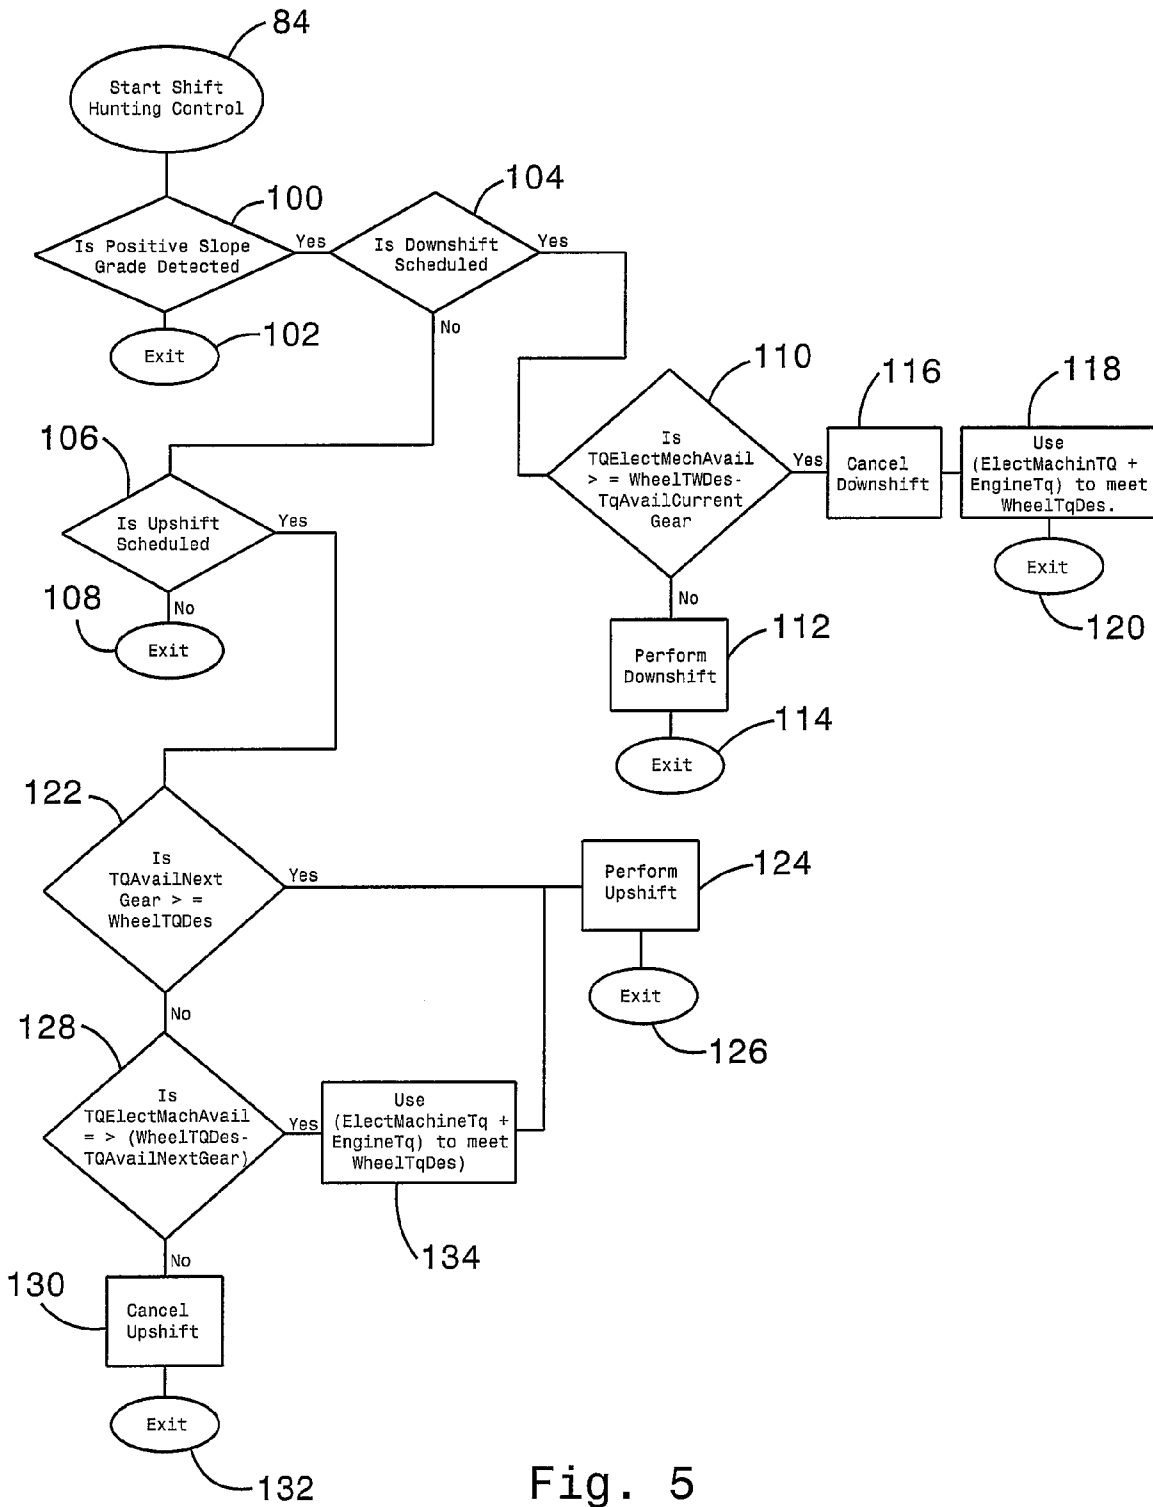 84
Start Shift
Hunting Control
100
Is Positive Slope
Grade Detected
Yes
104
Is Downshift
Scheduled
Yes
No
102
Exit
110
Is
TQElectMechAvail
> = WheelTWDes-
TqAvailCurrent
Gear
Yes
No
116
Cancel
Downshift
118
Use
(ElectMachinTQ +
EngineTq) to meet
WheelTqDes.
Exit
120
106
Is Upshift
Scheduled
Yes
No
108
Exit
112
Perform
Downshift
114
Exit
122
Is
TQAvailNext
Gear > =
WheelTQDes
Yes
No
124
Perform
Upshift
Exit
126
128
Is
TQElectMachAvail
= > (WheelTQDes-
TQAvailNextGear)
Yes
No
Use
(ElectMachineTq +
EngineTq) to meet
WheelTqDes)
134
130
Cancel
Upshift
Exit
132
Fig. 5